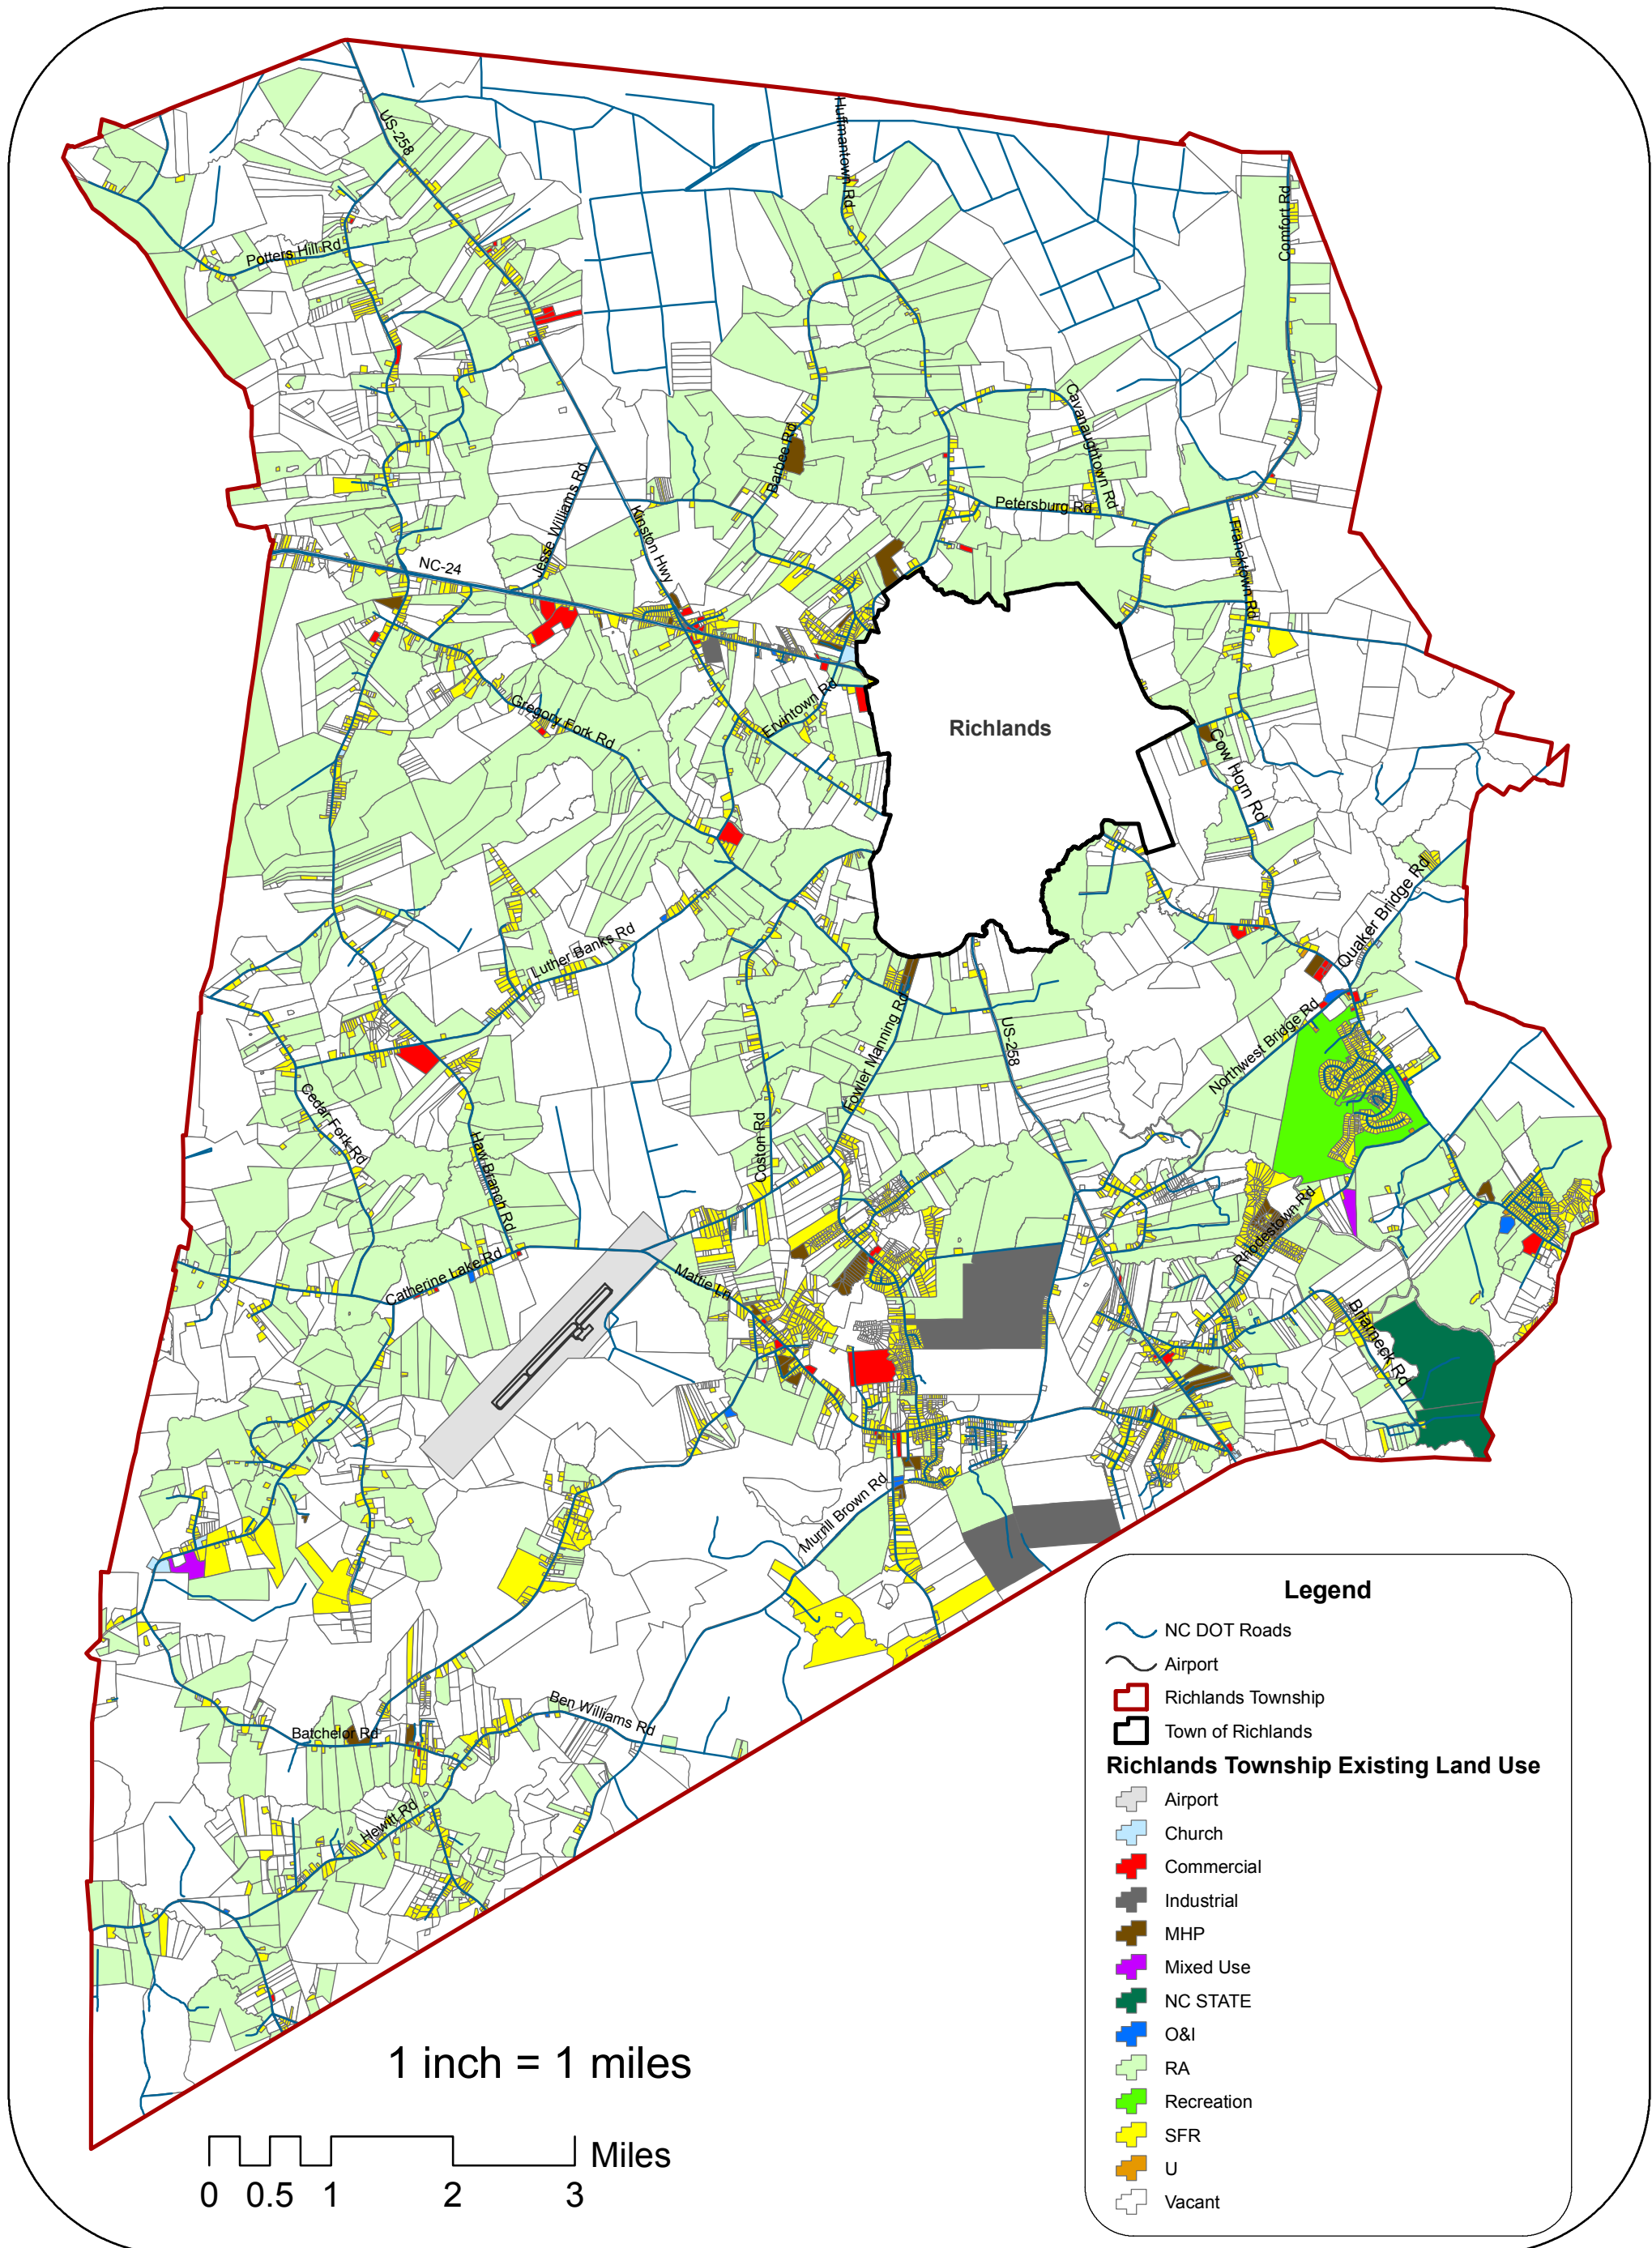 US-258
Huffmantown Rd
Comfort Rd
Potters Hill Rd
Cavanaughtown Rd
Barbee Rd
Petersburg Rd
Jesse Williams Rd
Kinston Hwy
Francktown Rd
NC-24
Ervintown Rd
Gregory Fork Rd
Richlands
Cow Horn Rd
Quaker Bridge Rd
Luther Banks Rd
Fowler Manning Rd
US-258
Northwest Bridge Rd
Cedar Fork Rd
Haw Branch Rd
Coston Rd
Rhodestown Rd
Catherine Lake Rd
Mattie Ln
Briarneck Rd
Murrill Brown Rd
Ben Williams Rd
Batchelor Rd
Hewitt Rd
Legend
NC DOT Roads
Airport
Richlands Township
Town of Richlands
Richlands Township Existing Land Use
Airport
Church
Commercial
Industrial
MHP
Mixed Use
NC STATE
O&I
RA
Recreation
SFR
U
Vacant
1 inch = 1 miles
Miles
0 0.5 1 2 3